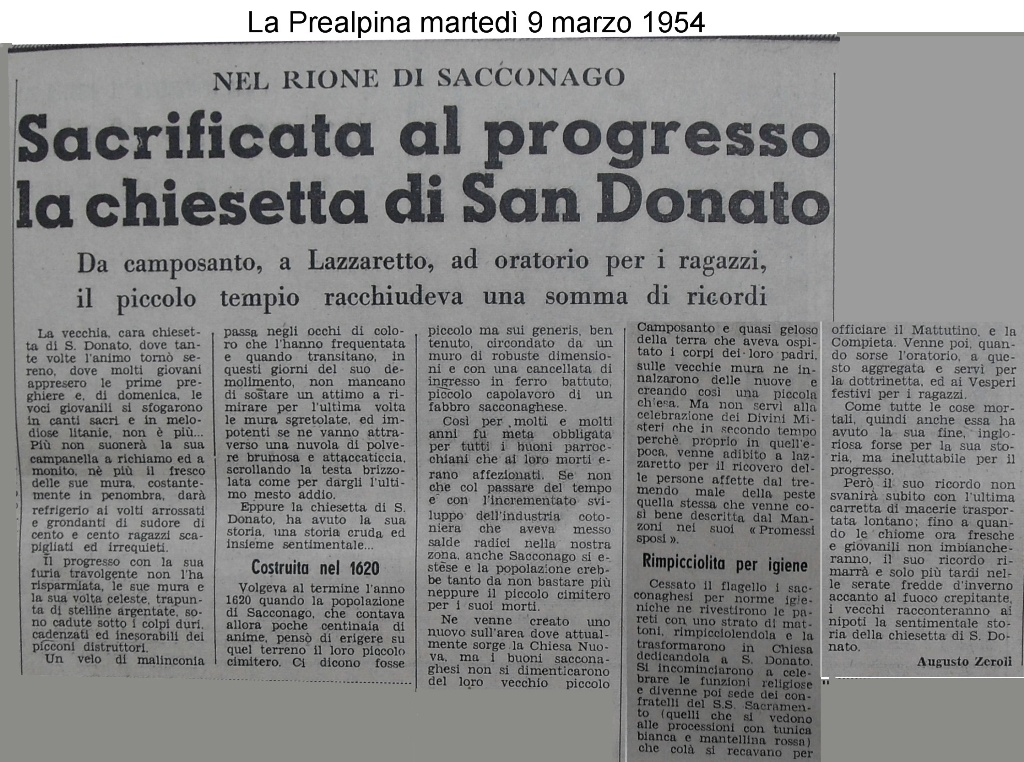 La Prealpina martedì 9 marzo 1954
NEL RIONE DI SACCONAGO
Sacrificata al progresso
la chiesetta di San Donato
Da camposanto, a Lazzaretto, ad oratorio per i ragazzi,
il piccolo tempio racchiudeva una somma di ricordi
La vecchia, cara chieset-
ta di S. Donato, dove tan-
te volte l'animo tornò se-
reno, dove molti giovani
appresero le prime pre-
ghiere e, di domenica, le
voci giovanili si sfogarono
in canti sacri e in melo-
diose litanie, non è più...
Più non suonerà la sua
campanella a richiamo ed a
monito, nè più il fresco
delle sue mura, costante-
mente in penombra, darà
refrigerio ai volti arrossati
e grondanti di sudore di
cento e cento ragazzi sca-
pigliati ed irrequieti.
Il progresso con la sua
furia travolgente non l'ha
risparmiata, le sue mura e
la sua volta celeste, trapun-
ta di stelline argentate, so-
no cadute sotto i colpi duri,
cadenzati ed inesorabili dei
picconi distruttori.
Un velo di malinconia
passa negli occhi di colo-
ro che l'hanno frequentata
e quando transitano, in
questi giorni del suo de-
molimento, non mancano
di sostare un attimo a ri-
mirare per l'ultima volta
le mura sgretolate, ed im-
potenti se ne vanno attra-
verso una nuvola di polve-
re brumosa e attaccaticcia,
scrollando la testa brizzo-
lata come per dargli l'ulti-
mo mesto addio.
Eppure la chiesetta di S.
Donato, ha avuto la sua
storia, una storia cruda ed
insieme sentimentale...
Costruita nel 1620
Volgeva al termine l'anno
1620 quando la popolazione
di Sacconago, che contava
allora poche centinaia di
anime, pensò di erigere su
quel terreno il loro piccolo
cimitero. Ci dicono fosse
piccolo ma sui generis, ben
tenuto, circondato da un
muro di robuste dimensio-
ni e con una cancellata di
ingresso in ferro battuto,
piccolo capolavoro di un
fabbro sacconaghese.
Così per molti e molti
anni fu meta obbligata
per tutti i buoni parroc-
chiani che ai loro morti e-
rano affezionati. Se non
che col passare del tempo
e con l'incrementato svi-
luppo dell'industria coto-
niera che aveva messo
salde radici nella nostra
zona, anche Sacconago si e-
stese e la popolazione creb-
be tanto da non bastare più
neppure il piccolo cimitero
per i suoi morti.
Ne venne creato uno
nuovo sull'area dove attual-
mente sorge la Chiesa Nuo-
va, ma i buoni saccona-
ghesi non si dimenticarono
del loro vecchio piccolo
Camposanto e quasi geloso
della terra che aveva ospi-
tato i corpi dei loro padri,
sulle vecchie mura ne in-
nalzarono delle nuove e
creando così una piccola
chiesa. Ma non servì alla
celebrazione dei Divini Mi-
steri che in secondo tempo
perchè proprio in quell'e-
poca, venne adibito a la-
zzaretto per il ricovero del-
le persone affette dal tre-
mendo male della peste
quella stessa che venne co-
sì bene descritta dal Man-
zoni nei suoi « Promessi
sposi ».
Rimpicciolita per igiene
Cessato il flagello i sac-
conaghesi per norme igie-
niche ne rivestirono le pa-
reti con uno strato di mat-
toni, rimpicciolendola e la
trasformarono in Chiesa
dedicandola a S. Donato.
Si incominciarono a cele-
brare le funzioni religiose
e divenne poi sede dei con-
fratelli del S.S. Sacramen-
to (quelli che si vedono
alle processioni con tunica
bianca e mantellina rossa)
che colà si recavano per
officiare il Mattutino, e la
Compieta. Venne poi, quan-
do sorse l'oratorio, a que-
sto aggregata e servì per
la dottrinetta, ed ai Vesperi
festivi per i ragazzi.
Come tutte le cose mor-
tali, quindi anche essa ha
avuto la sua fine, inglo-
riosa forse per la sua sto-
ria, ma ineluttabile per il
progresso.
Però il suo ricordo non
svanirà subito con l'ultima
carretta di macerie traspor-
tata lontano; fino a quan-
do le chiome ora fresche
e giovanili non imbianche-
ranno, il suo ricordo ri-
marrà e solo più tardi nel-
le serate fredde d'inverno
accanto al fuoco crepitante,
i vecchi racconteranno ai
nipoti la sentimentale sto-
ria della chiesetta di S. Do-
nato.
Augusto Zeroli